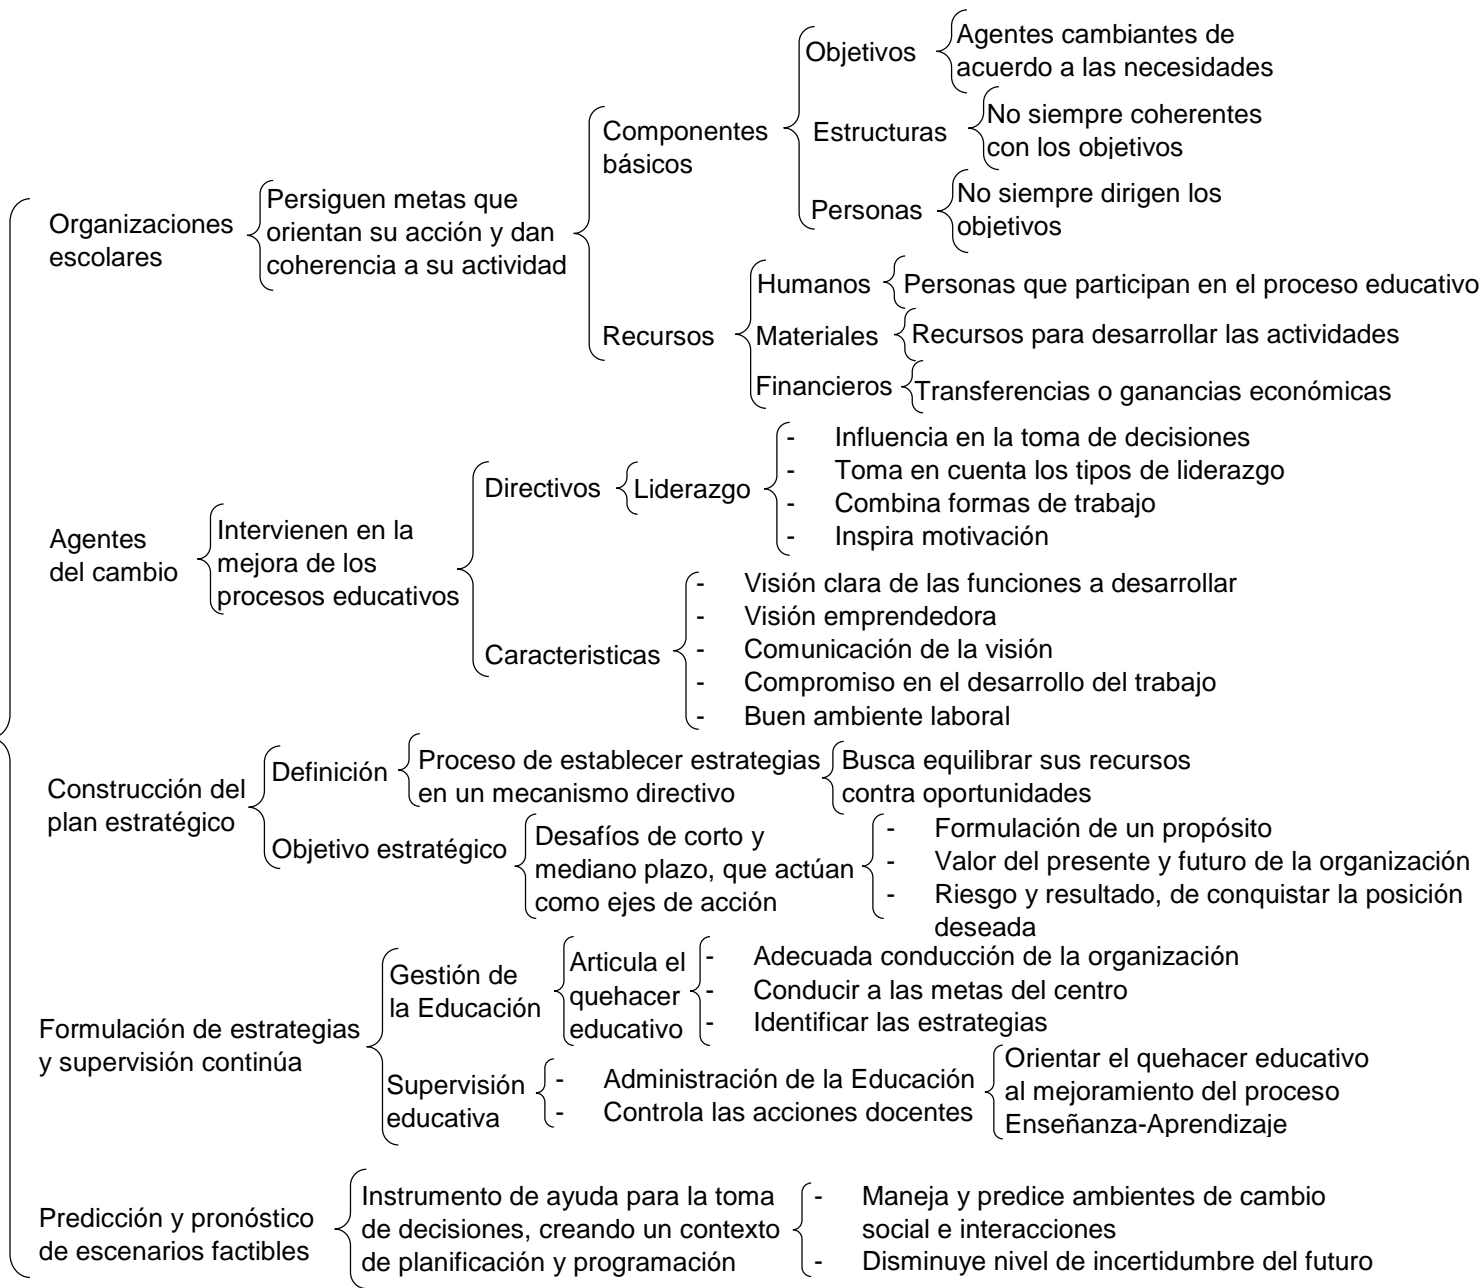 Organizaciones
escolares
Persiguen metas que
orientan su acción y dan
coherencia a su actividad
Componentes
básicos
Objetivos
Agentes cambiantes de
acuerdo a las necesidades
Estructuras
No siempre coherentes
con los objetivos
Personas
No siempre dirigen los
objetivos
Recursos
Humanos
Personas que participan en el proceso educativo
Materiales
Recursos para desarrollar las actividades
Financieros
Transferencias o ganancias económicas
Agentes
del cambio
Intervienen en la
mejora de los
procesos educativos
Directivos
Liderazgo
- Influencia en la toma de decisiones
- Toma en cuenta los tipos de liderazgo
- Combina formas de trabajo
- Inspira motivación
Caracteristicas
- Visión clara de las funciones a desarrollar
- Visión emprendedora
- Comunicación de la visión
- Compromiso en el desarrollo del trabajo
- Buen ambiente laboral
Construcción del
plan estratégico
Definición
Proceso de establecer estrategias
en un mecanismo directivo
Busca equilibrar sus recursos
contra oportunidades
Objetivo estratégico
Desafíos de corto y
mediano plazo, que actúan
como ejes de acción
- Formulación de un propósito
- Valor del presente y futuro de la organización
- Riesgo y resultado, de conquistar la posición
deseada
Formulación de estrategias
y supervisión continúa
Gestión de
la Educación
Articula el
quehacer
educativo
- Adecuada conducción de la organización
- Conducir a las metas del centro
- Identificar las estrategias
Supervisión
educativa
- Administración de la Educación
- Controla las acciones docentes
Orientar el quehacer educativo
al mejoramiento del proceso
Enseñanza-Aprendizaje
Predicción y pronóstico
de escenarios factibles
Instrumento de ayuda para la toma
de decisiones, creando un contexto
de planificación y programación
- Maneja y predice ambientes de cambio
social e interacciones
- Disminuye nivel de incertidumbre del futuro